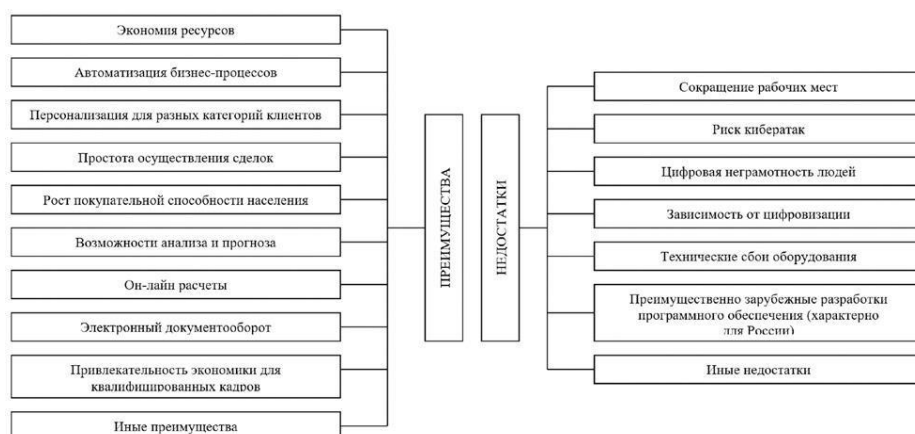 Экономия ресурсов
Автоматизация бизнес-процессов
Персонализация для разных категорий клиентов
Простота осуществления сделок
Рост покупательной способности населения
Возможности анализа и прогноза
Он-лайн расчеты
Электронный документооборот
Привлекательность экономики для
квалифицированных кадров
Иные преимущества
ПРЕИМУЩЕСТВА
НЕДОСТАТКИ
Сокращение рабочих мест
Риск кибератак
Цифровая неграмотность людей
Зависимость от цифровизации
Технические сбои оборудования
Преимущественно зарубежные разработки
программного обеспечения (характерно
для России)
Иные недостатки